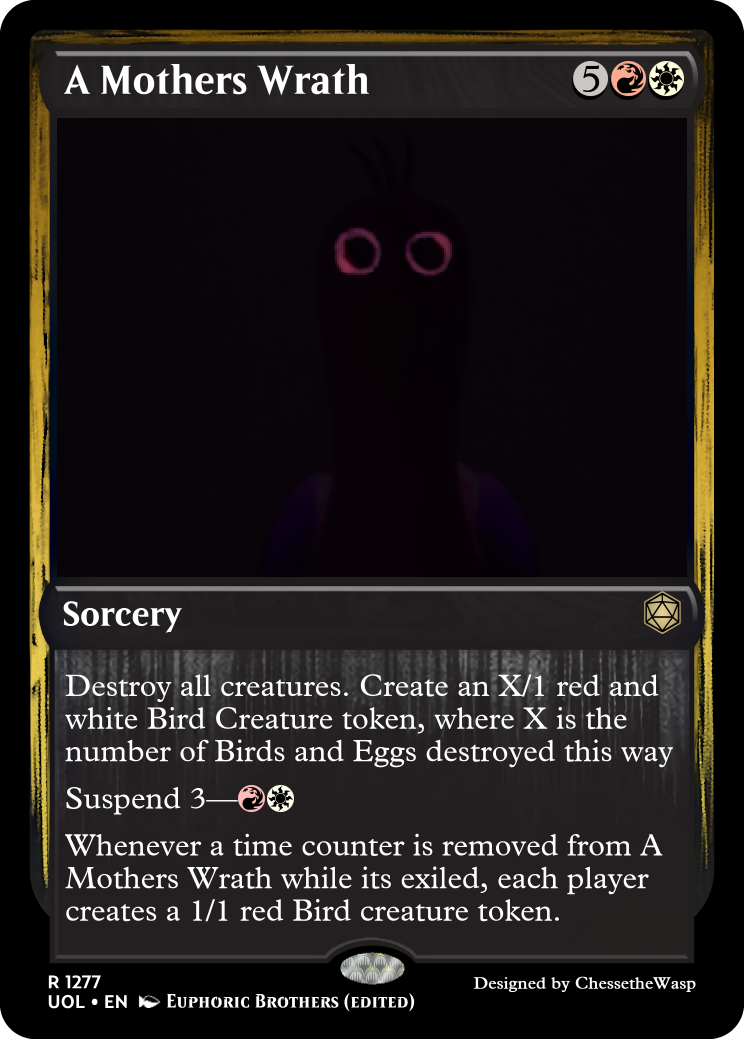 A Mothers Wrath 5
Sorcery
Destroy all creatures. Create an X/1 red and
white Bird Creature token, where X is the
number of Birds and Eggs destroyed this way
Suspend 3—
Whenever a time counter is removed from A
Mothers Wrath while its exiled, each player
creates a 1/1 red Bird creature token.
R 1277
Designed by ChessetheWasp
UOL • EN Euphoric Brothers (edited)